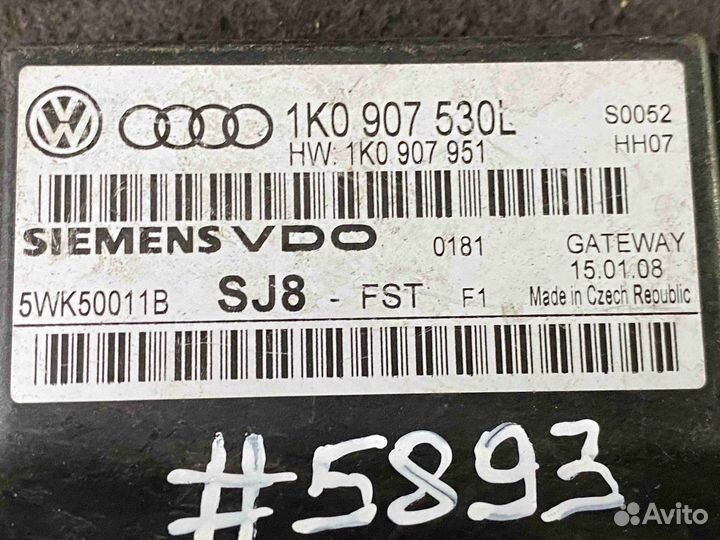 1K0 907 530L S0052
HW: 1K0 907 951 HH07
SIEMENS VDO 0181 GATEWAY
15.01.08
5WK50011B SJ8 - FST F1 Made in Czech Republic
#5893
Avito